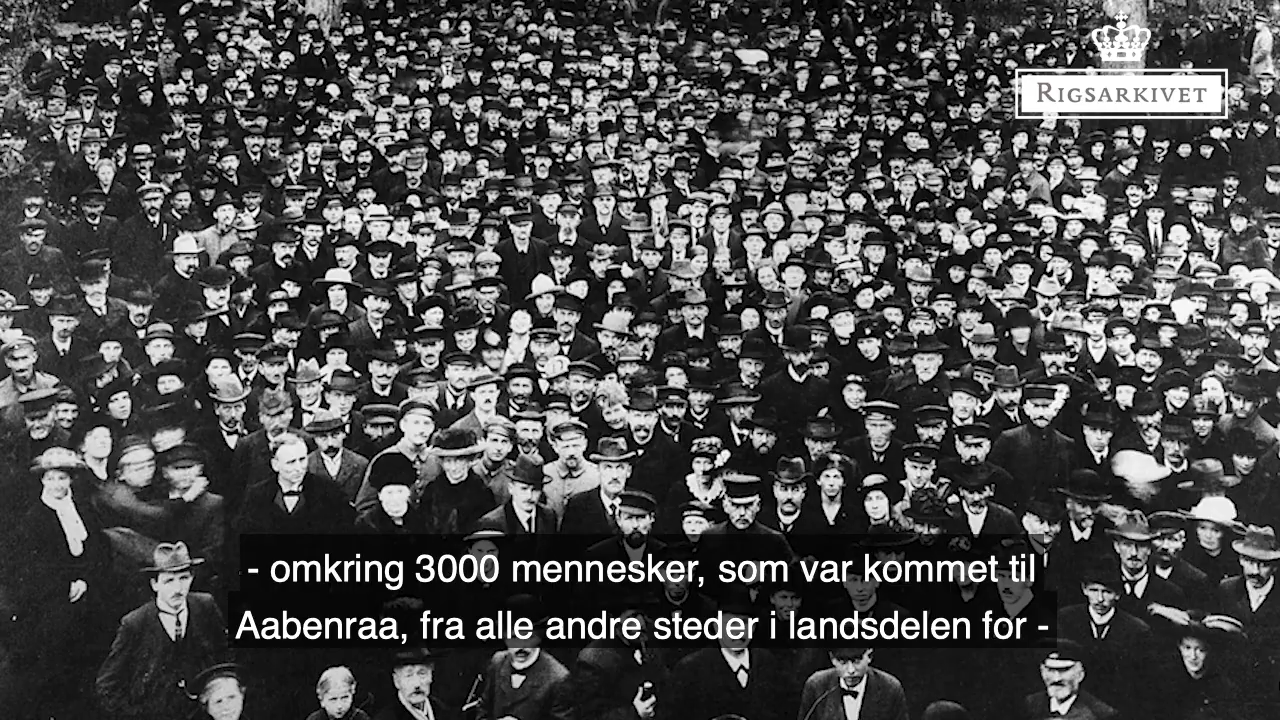 RIGSARKIVET
- omkring 3000 mennesker, som var kommet til
Aabenraa, fra alle andre steder i landsdelen for -